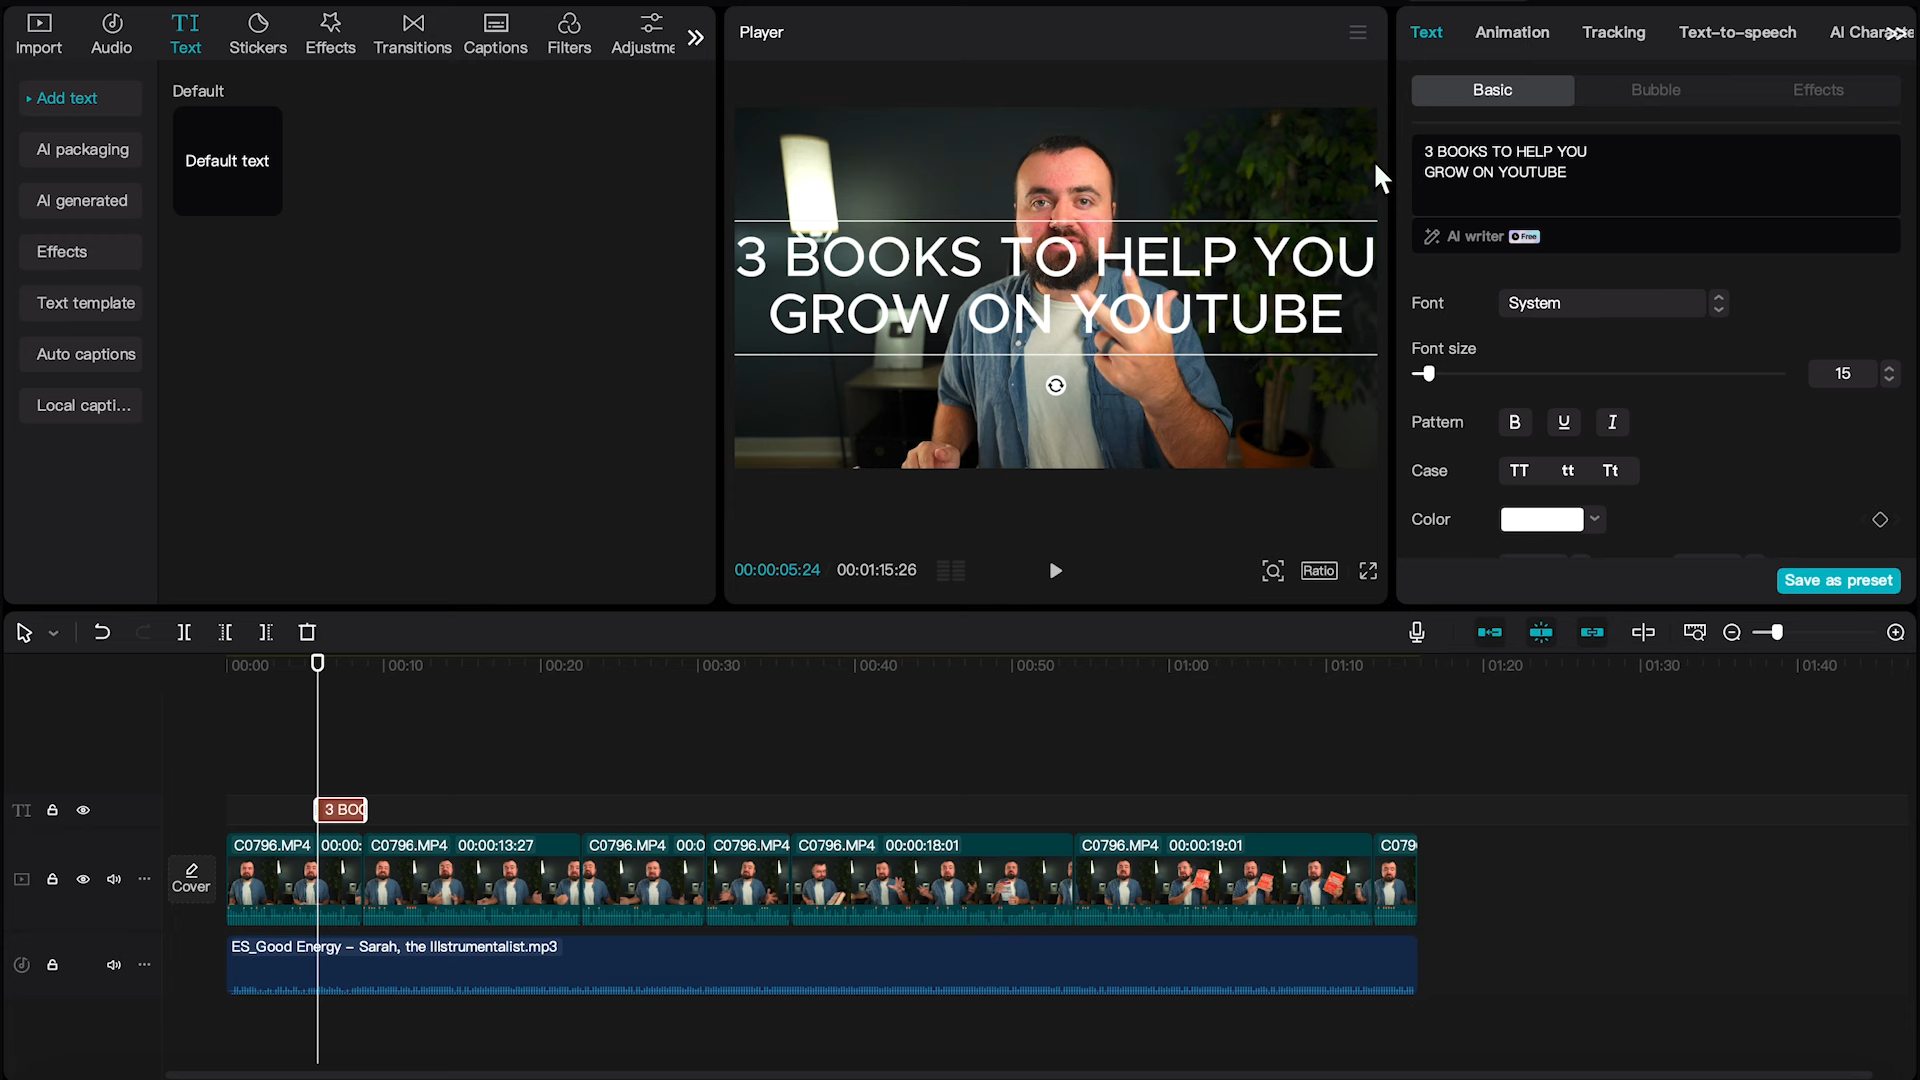 Import
Audio
TI
Text
Stickers
Effects
Transitions
Captions
Filters
Adjustme
Add text
AI packaging
AI generated
Effects
Text template
Auto captions
Local capti...
Default
Default text
Player
3 BOOKS TO HELP YOU
GROW ON YOUTUBE
00:00:05:24
00:01:15:26
Ratio
Text
Animation
Tracking
Text-to-speech
AI Characte
Basic
Bubble
Effects
3 BOOKS TO HELP YOU
GROW ON YOUTUBE
AI writer Free
Font
System
Font size
15
Pattern
B
U
I
Case
TT
tt
Tt
Color
Save as preset
00:00
00:10
00:20
00:30
00:40
00:50
01:00
01:10
01:20
01:30
01:40
TI
3 BOO
Cover
C0796.MP4
00:00:
C0796.MP4 00:00:13:27
C0796.MP4 00:0
C0796.MP4
C0796.MP4 00:00:18:01
C0796.MP4 00:00:19:01
C079
ES_Good Energy – Sarah, the Illstrumentalist.mp3